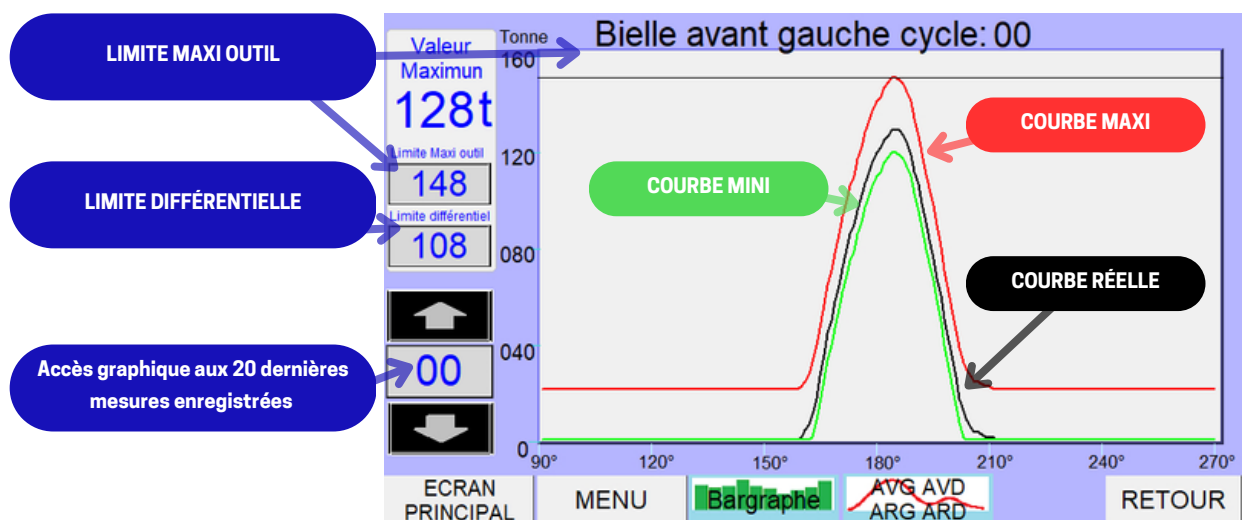 LIMITE MAXI OUTIL
LIMITE DIFFÉRENTIELLE
Accès graphique aux 20 dernières
mesures enregistrées
Bielle avant gauche cycle: 00
Valeur
Maximun
128t
Limite Maxi outil
148
Limite différentiel
108
00
Tonne
160
120
080
040
0
COURBE MAXI
COURBE MINI
COURBE RÉELLE
90°
120°
150°
180°
210°
240°
270°
ECRAN
PRINCIPAL
MENU
Bargraphe
AVG AVD
ARG ARD
RETOUR